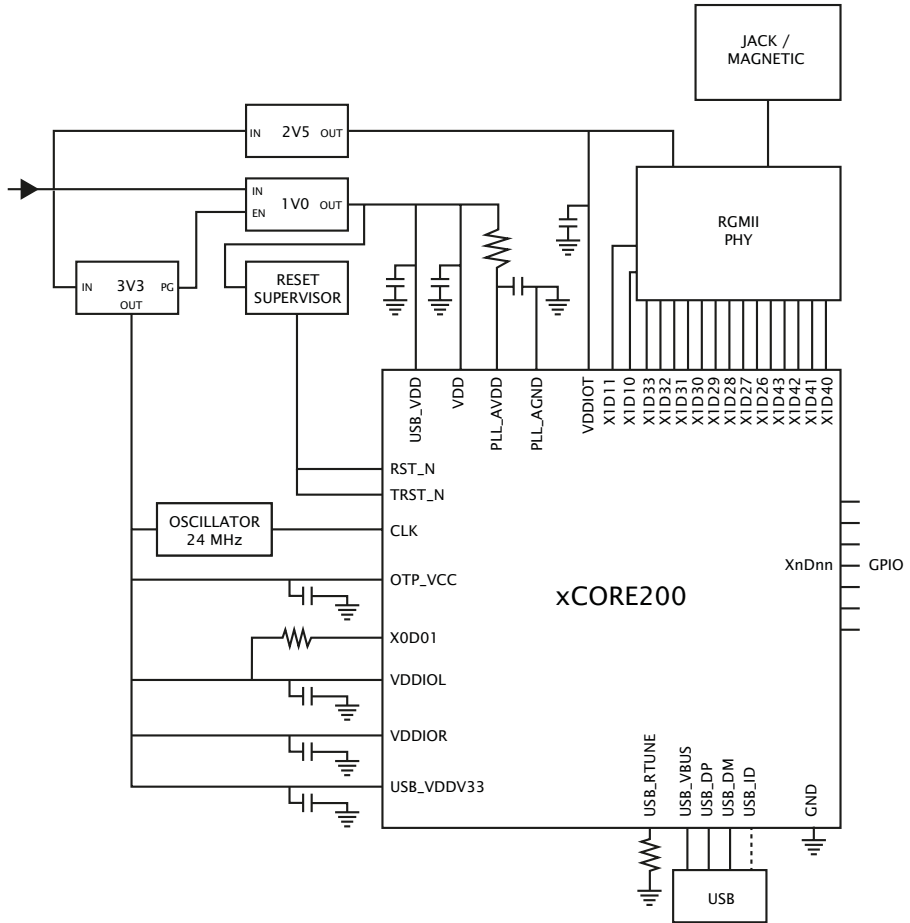 JACK /
MAGNETIC
IN 2V5 OUT
IN
1V0 OUT
EN
RGMII
PHY
IN 3V3 PG
OUT
RESET
SUPERVISOR
USB_VDD
VDD
PLL_AVDD
PLL_AGND
VDDIOT
X1D11
X1D10
X1D33
X1D32
X1D31
X1D30
X1D29
X1D28
X1D27
X1D26
X1D43
X1D42
X1D41
X1D40
RST_N
TRST_N
OSCILLATOR
24 MHz
CLK
XnDnn GPIO
OTP_VCC
xCORE200
X0D01
VDDIOL
VDDIOR
USB_VDDV33
USB_RTUNE
USB_VBUS
USB_DP
USB_DM
USB_ID
GND
USB